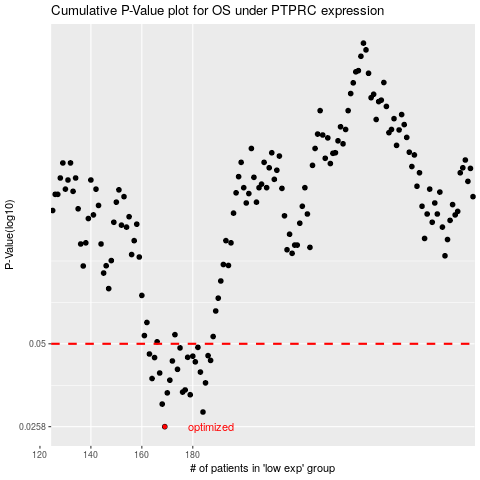 Cumulative P-Value plot for OS under PTPRC expression
P-Value(log10)
0.05
0.0258
optimized
120 140 160 180
# of patients in 'low exp' group